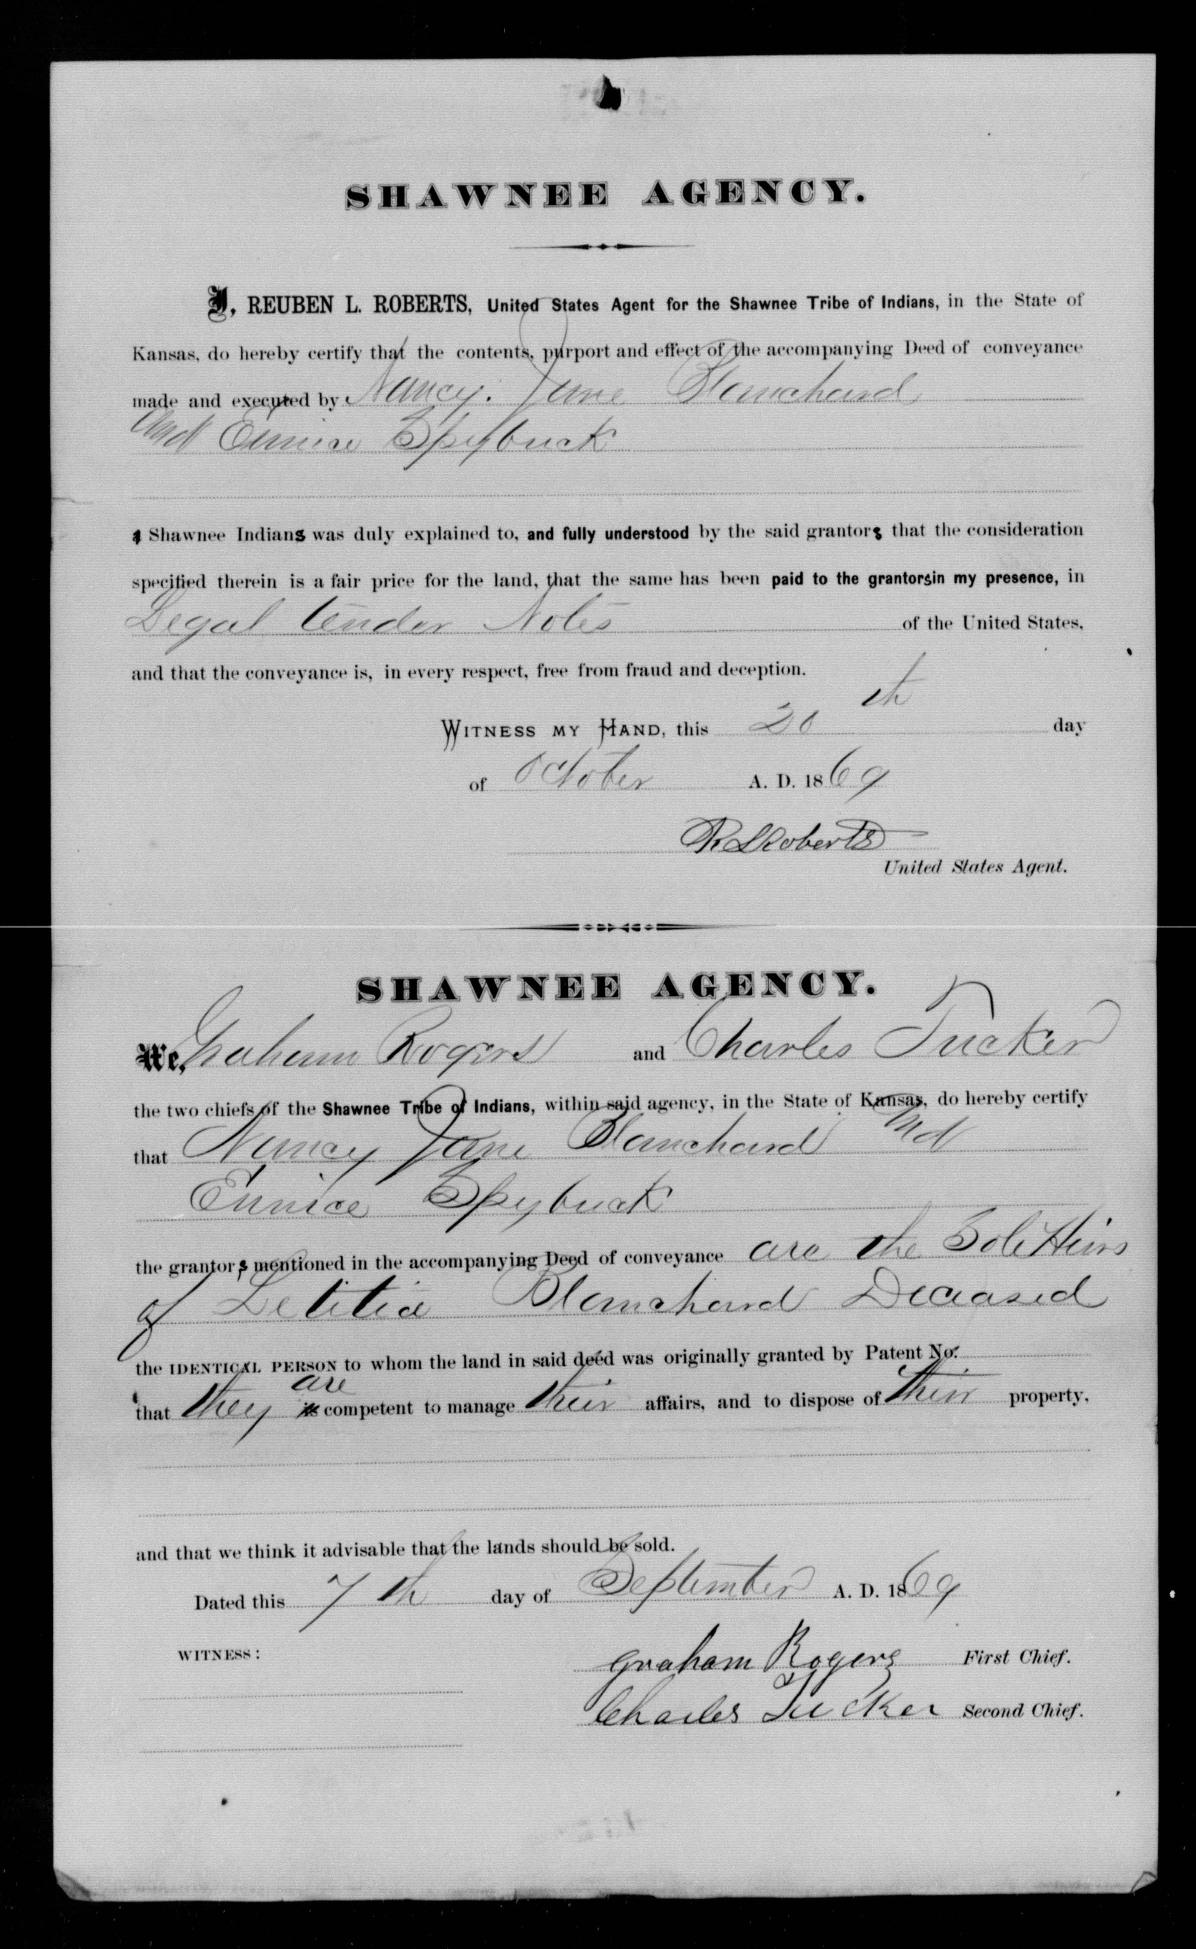 SHAWNEE AGENCY.
I, REUBEN L. ROBERTS, United States Agent for the Shawnee Tribe of Indians, in the State of
Kansas, do hereby certify that the contents, purport and effect of the accompanying Deed of conveyance
made and executed by Nancy Jane Blanchard
And Eunice Spybuck
a Shawnee Indians was duly explained to, and fully understood by the said grantors that the consideration
specified therein is a fair price for the land, that the same has been paid to the grantors in my presence, in
Legal tender Notes of the United States,
and that the conveyance is, in every respect, free from fraud and deception.
WITNESS MY HAND, this 20th day
of October A. D. 1869
R L Roberts
United States Agent.
SHAWNEE AGENCY.
We, Graham Rogers and Charles Tucker
the two chiefs of the Shawnee Tribe of Indians, within said agency, in the State of Kansas, do hereby certify
that Nancy Jane Blanchard And
Eunice Spybuck
the grantors mentioned in the accompanying Deed of conveyance are the Sole Heirs
of Letitia Blanchard Deceased
the IDENTICAL PERSON to whom the land in said deed was originally granted by Patent No.
that they is are competent to manage their affairs, and to dispose of their property,
and that we think it advisable that the lands should be sold.
Dated this 7th day of September A. D. 1869
WITNESS:
Graham Rogers First Chief.
Charles Tucker Second Chief.